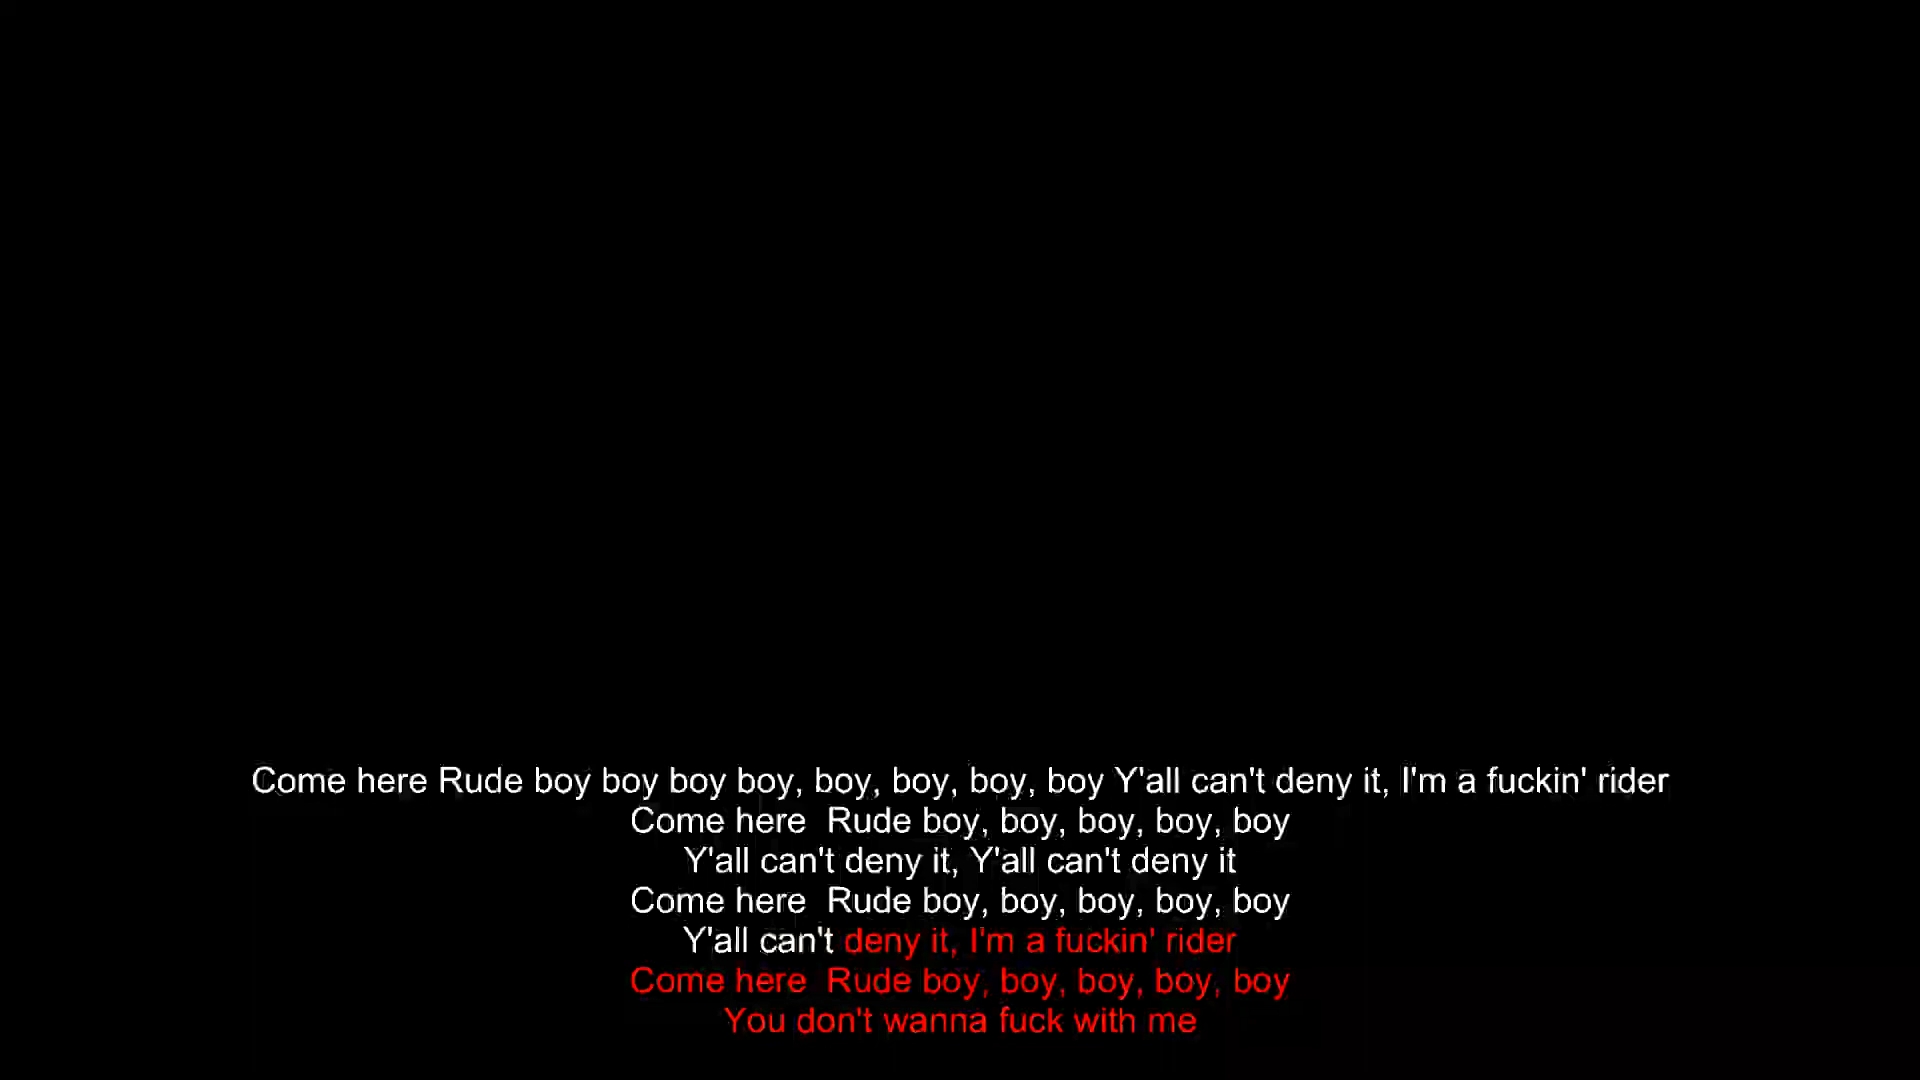 Come here Rude boy boy boy boy, boy, boy, boy, boy Y'all can't deny it, I'm a fuckin' rider
Come here  Rude boy, boy, boy, boy, boy
Y'all can't deny it, Y'all can't deny it
Come here  Rude boy, boy, boy, boy, boy
Y'all can't deny it, I'm a fuckin' rider
Come here  Rude boy, boy, boy, boy, boy
You don't wanna fuck with me